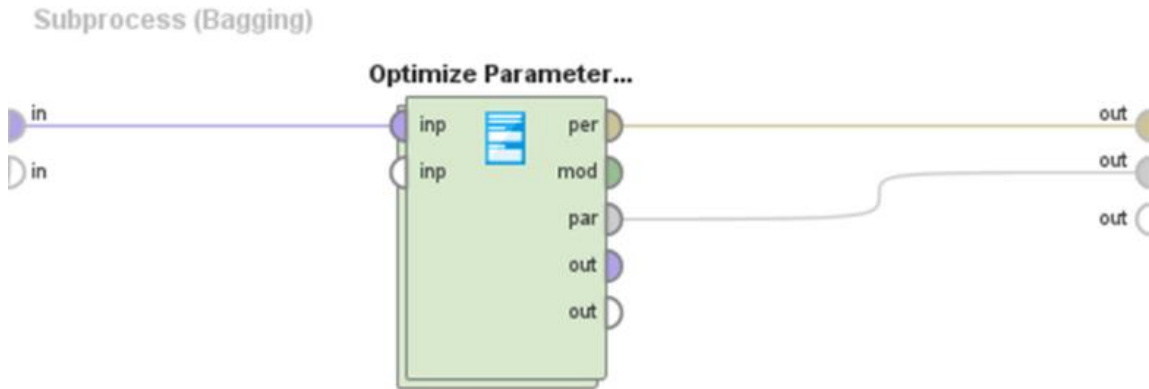 Subprocess (Bagging)
Optimize Parameter...
in
inp
per
out
in
inp
mod
out
par
out
out
out